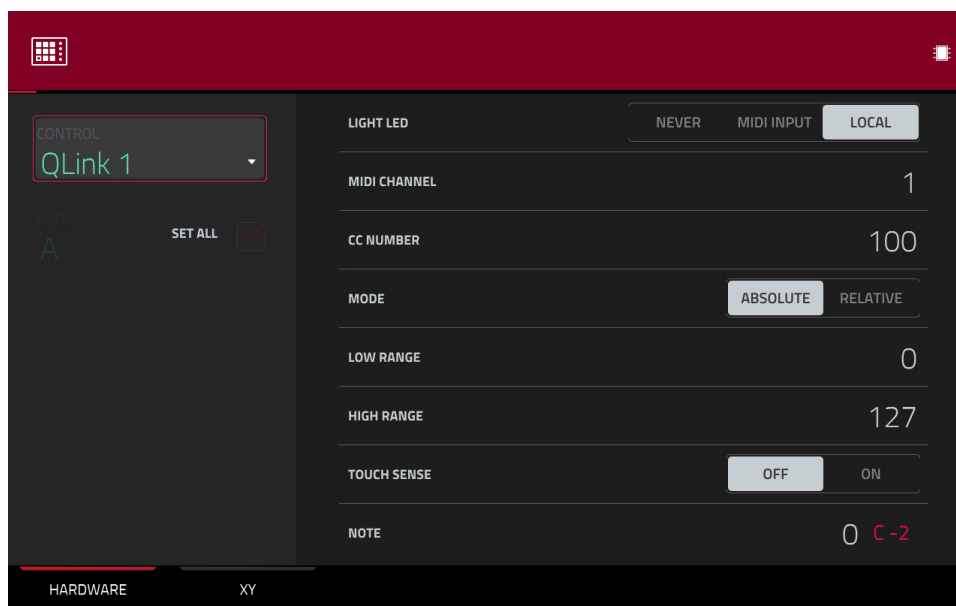 CONTROL
QLink 1
BANK
A
SET ALL
LIGHT LED NEVER MIDI INPUT LOCAL
MIDI CHANNEL 1
CC NUMBER 100
MODE ABSOLUTE RELATIVE
LOW RANGE 0
HIGH RANGE 127
TOUCH SENSE OFF ON
NOTE 0 C -2
HARDWARE XY